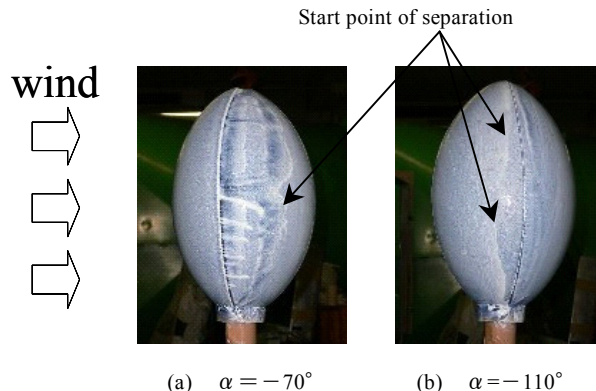 Start point of separation
wind
(a) α＝−70°
(b) α=−110°